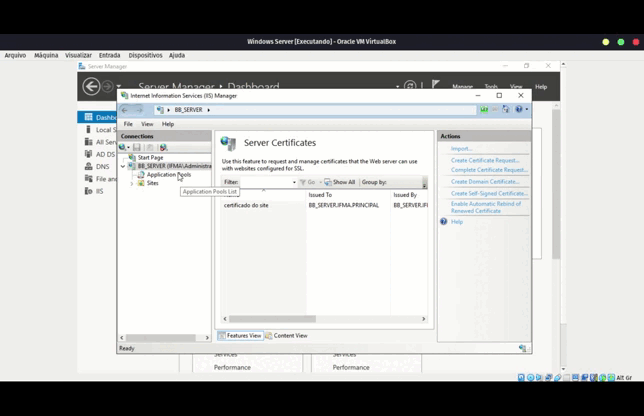 Windows Server [Executando] - Oracle VM VirtualBox
Arquivo Máquina Visualizar Entrada Dispositivos Ajuda
Server Manager
Server Manager Dashboard
Manage Tools View Help
Internet Information Services (IIS) Manager
BB_SERVER
File View Help
Connections
Start Page
BB_SERVER (IFMA\Administra
Application Pools
Sites
Application Pools List
Server Certificates
Use this feature to request and manage certificates that the Web server can use
with websites configured for SSL.
Filter: Go Show All Group by:
Issued To Issued By
certificado do site BB_SERVER.IFMA.PRINCIPAL BB_SERVER.IFI
Features View Content View
Ready
Actions
Import...
Create Certificate Request...
Complete Certificate Request...
Create Domain Certificate...
Create Self-Signed Certificate...
Enable Automatic Rebind of
Renewed Certificate
Help
Dashbo
Local S
All S
AD DS
DNS
File and
IIS
Services Services
Performance Performance
Alt Gr